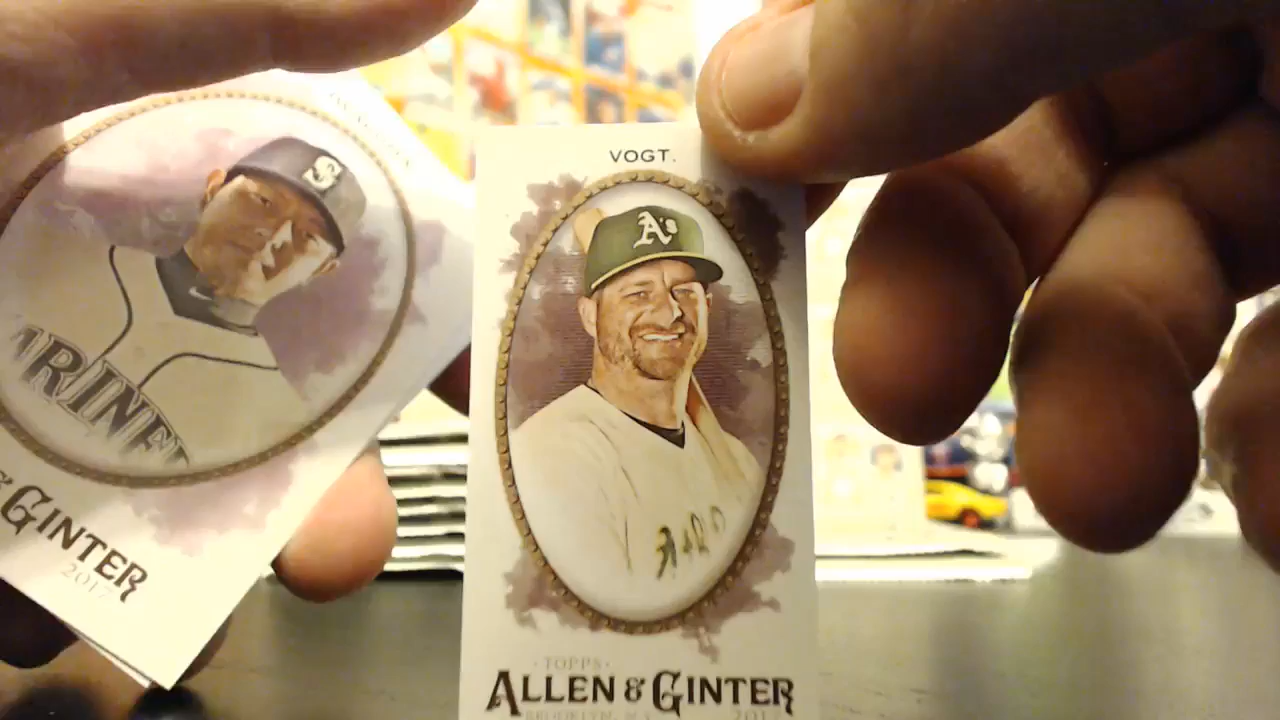 S
ARINE
& GINTER
2017
VOGT.
A's
TOPPS
ALLEN & GINTER